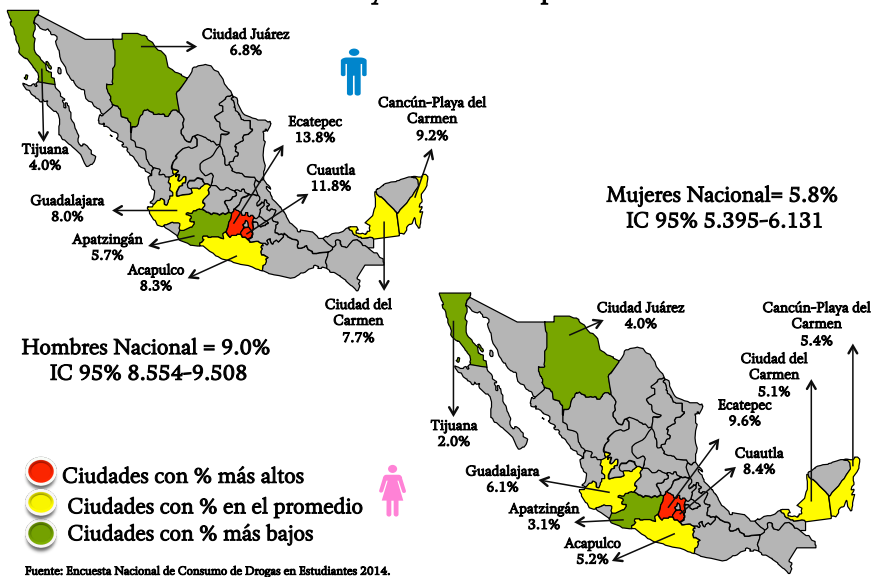 Ciudad Juárez
6.8%
Cancún-Playa del
Carmen
9.2%
Ecatepec
13.8%
Cuautla
11.8%
Tijuana
4.0%
Guadalajara
8.0%
Apatzingán
5.7%
Acapulco
8.3%
Ciudad del
Carmen
7.7%
Hombres Nacional = 9.0%
IC 95% 8.554-9.508
Mujeres Nacional= 5.8%
IC 95% 5.395-6.131
Ciudad Juárez
4.0%
Cancún-Playa del
Carmen
5.4%
Ciudad del
Carmen
5.1%
Ecatepec
9.6%
Cuautla
8.4%
Tijuana
2.0%
Guadalajara
6.1%
Apatzingán
3.1%
Acapulco
5.2%
Ciudades con % más altos
Ciudades con % en el promedio
Ciudades con % más bajos
Fuente: Encuesta Nacional de Consumo de Drogas en Estudiantes 2014.